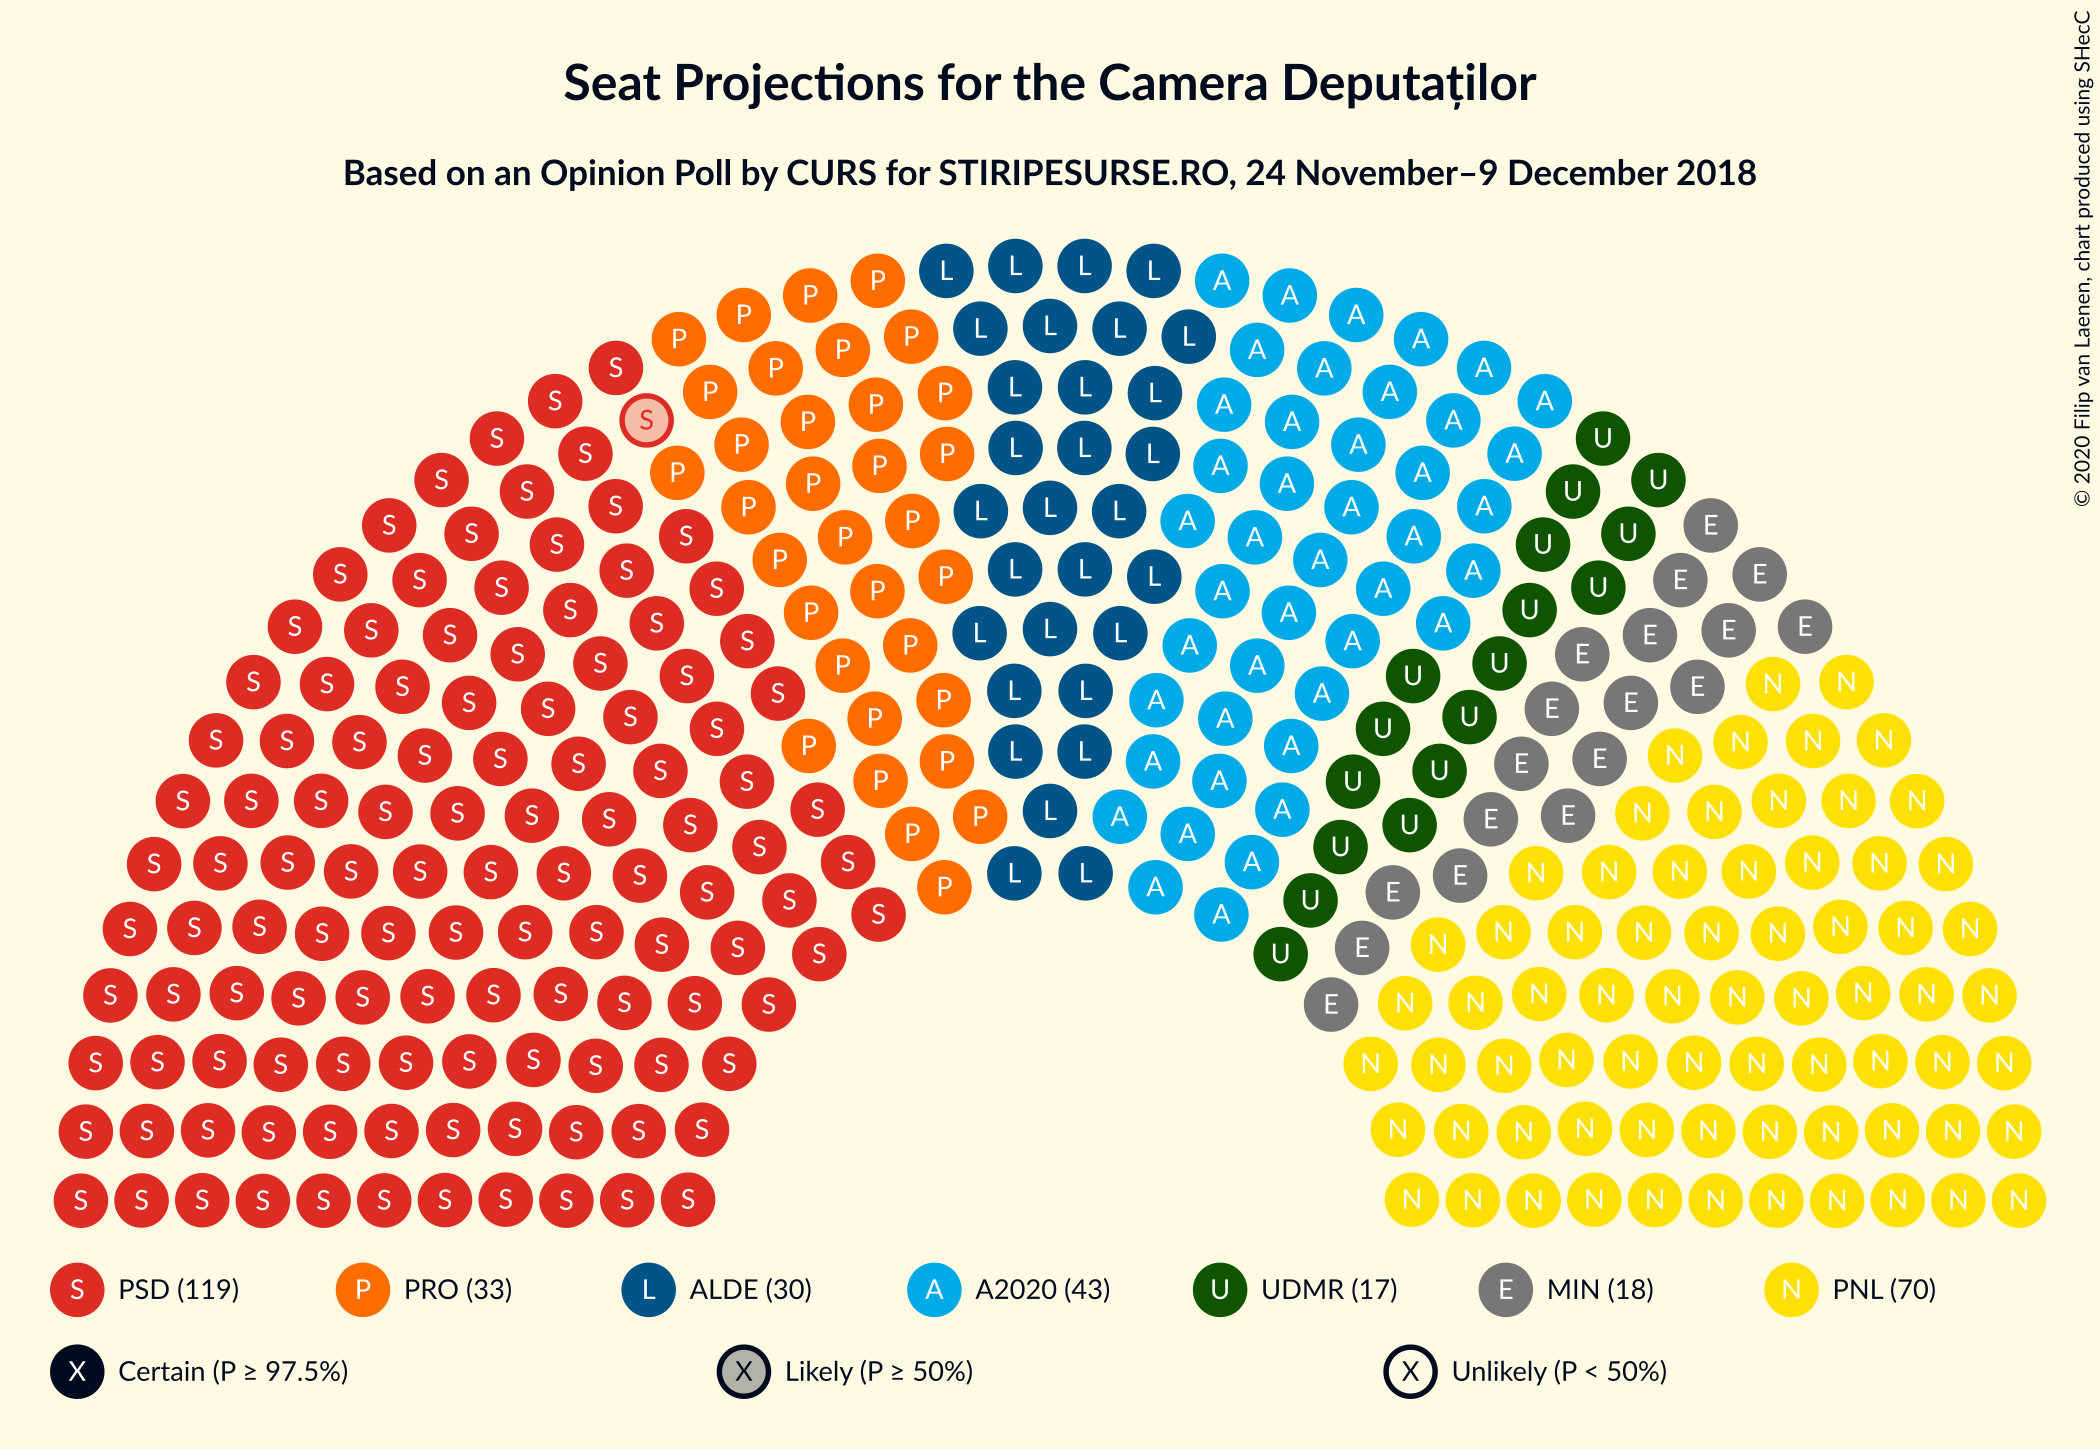 Seat Projections for the Camera Deputaților
Based on an Opinion Poll by CURS for STIRIPESURSE.RO, 24 November–9 December 2018
© 2020 Filip van Laenen, chart produced using SHecC
S PSD (119) P PRO (33) L ALDE (30) A A2020 (43) U UDMR (17) E MIN (18) N PNL (70)
X Certain (P ≥ 97.5%) X Likely (P ≥ 50%) X Unlikely (P < 50%)